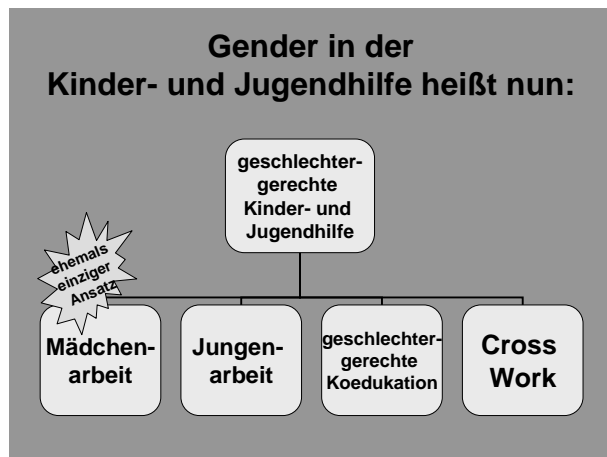 Gender in der
Kinder- und Jugendhilfe heißt nun:
geschlechter-
gerechte
Kinder- und
Jugendhilfe
ehemals
einziger
Ansatz
Mädchen-
arbeit
Jungen-
arbeit
geschlechter-
gerechte
Koedukation
Cross
Work